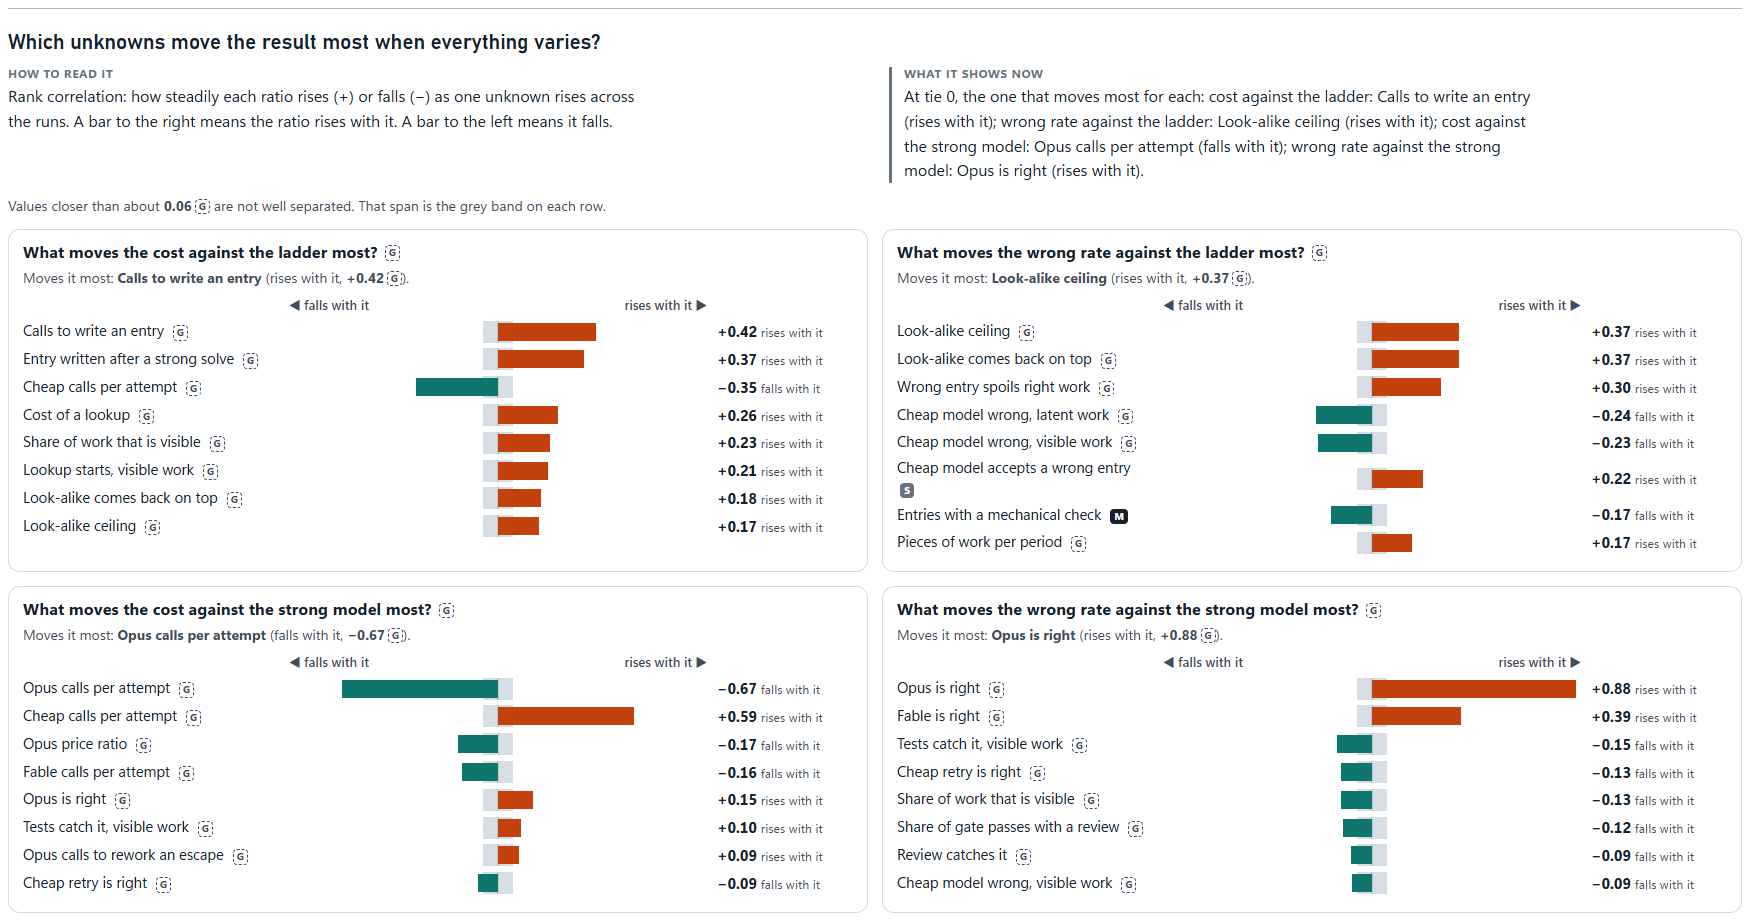 Which unknowns move the result most when everything varies?
HOW TO READ IT
Rank correlation: how steadily each ratio rises (+) or falls (−) as one unknown rises across
the runs. A bar to the right means the ratio rises with it. A bar to the left means it falls.
WHAT IT SHOWS NOW
At tie 0, the one that moves most for each: cost against the ladder: Calls to write an entry
(rises with it); wrong rate against the ladder: Look-alike ceiling (rises with it); cost against
the strong model: Opus calls per attempt (falls with it); wrong rate against the strong
model: Opus is right (rises with it).
Values closer than about 0.06 G are not well separated. That span is the grey band on each row.
What moves the cost against the ladder most? G
Moves it most: Calls to write an entry (rises with it, +0.42 G).
◀ falls with it rises with it ▶
Calls to write an entry G +0.42 rises with it
Entry written after a strong solve G +0.37 rises with it
Cheap calls per attempt G −0.35 falls with it
Cost of a lookup G +0.26 rises with it
Share of work that is visible G +0.23 rises with it
Lookup starts, visible work G +0.21 rises with it
Look-alike comes back on top G +0.18 rises with it
Look-alike ceiling G +0.17 rises with it
What moves the wrong rate against the ladder most? G
Moves it most: Look-alike ceiling (rises with it, +0.37 G).
◀ falls with it rises with it ▶
Look-alike ceiling G +0.37 rises with it
Look-alike comes back on top G +0.37 rises with it
Wrong entry spoils right work G +0.30 rises with it
Cheap model wrong, latent work G −0.24 falls with it
Cheap model wrong, visible work G −0.23 falls with it
Cheap model accepts a wrong entry
S +0.22 rises with it
Entries with a mechanical check M −0.17 falls with it
Pieces of work per period G +0.17 rises with it
What moves the cost against the strong model most? G
Moves it most: Opus calls per attempt (falls with it, −0.67 G).
◀ falls with it rises with it ▶
Opus calls per attempt G −0.67 falls with it
Cheap calls per attempt G +0.59 rises with it
Opus price ratio G −0.17 falls with it
Fable calls per attempt G −0.16 falls with it
Opus is right G +0.15 rises with it
Tests catch it, visible work G +0.10 rises with it
Opus calls to rework an escape G +0.09 rises with it
Cheap retry is right G −0.09 falls with it
What moves the wrong rate against the strong model most? G
Moves it most: Opus is right (rises with it, +0.88 G).
◀ falls with it rises with it ▶
Opus is right G +0.88 rises with it
Fable is right G +0.39 rises with it
Tests catch it, visible work G −0.15 falls with it
Cheap retry is right G −0.13 falls with it
Share of work that is visible G −0.13 falls with it
Share of gate passes with a review G −0.12 falls with it
Review catches it G −0.09 falls with it
Cheap model wrong, visible work G −0.09 falls with it